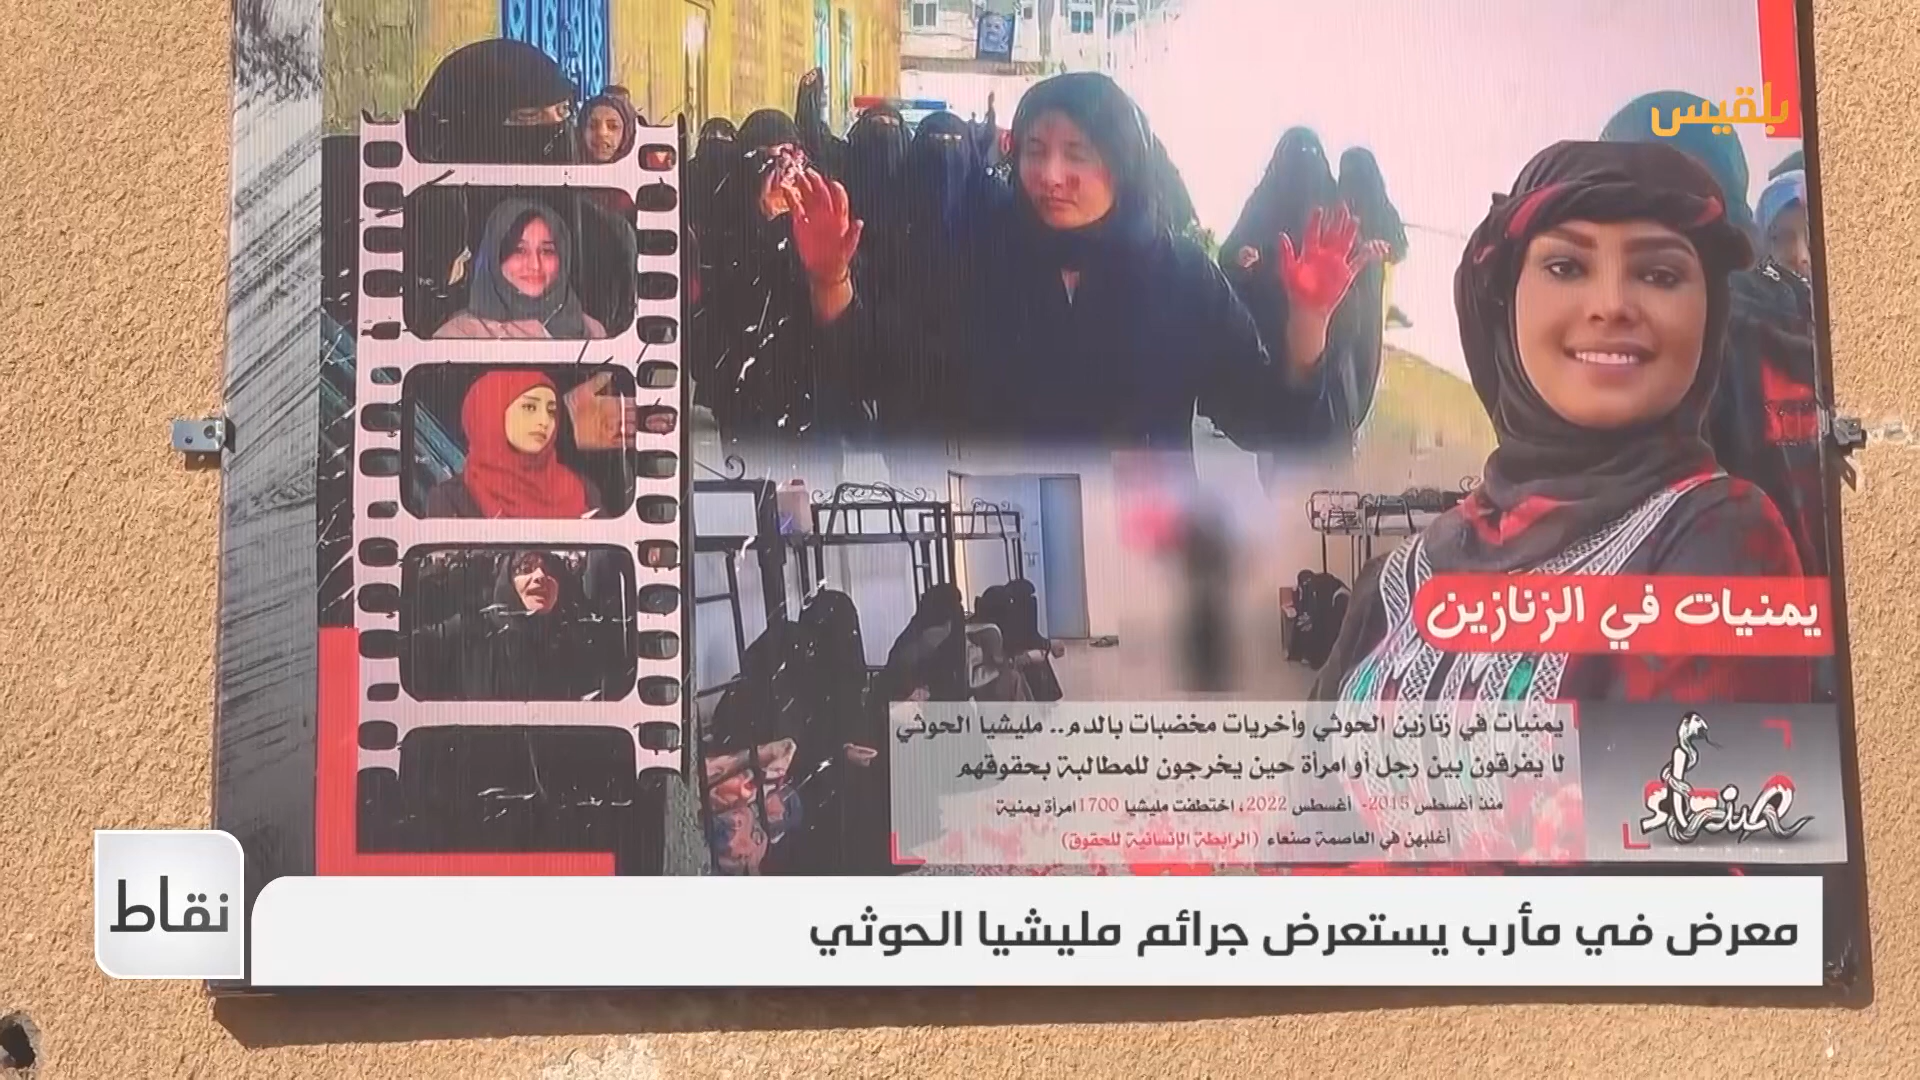 بلقيس
يمنيات في الزنازين
يمنيات في زنازين الحوثي وأخريات مخضبات بالدم.. مليشيا الحوثي
لا يفرقون بين رجل أو امرأة حين يخرجون للمطالبة بحقوقهم
منذ أغسطس 2015- أغسطس 2022، اختطفت مليشيا 1700 امرأة يمنية
أغلبهن في العاصمة صنعاء (الرابطة الإنسانية للحقوق)
صنعاء
نقاط
معرض في مأرب يستعرض جرائم مليشيا الحوثي